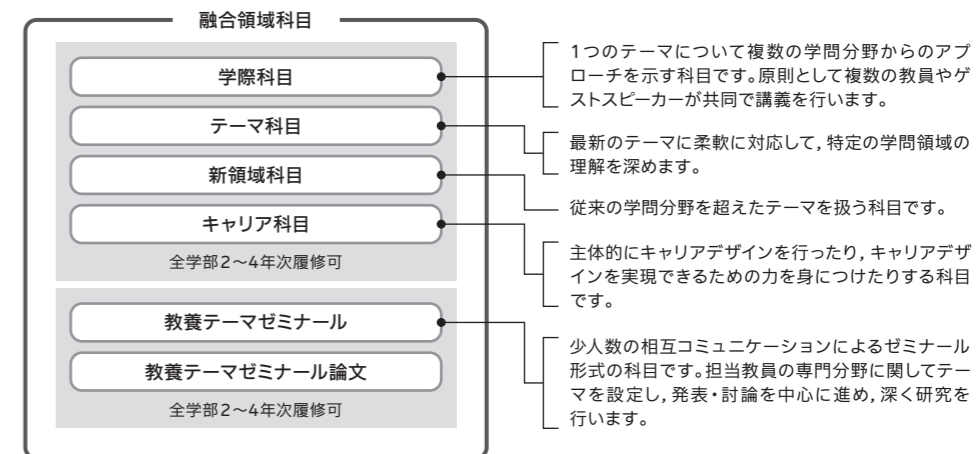 融合領域科目
学際科目
テーマ科目
新領域科目
キャリア科目
全学部2～4年次履修可
教養テーマゼミナール
教養テーマゼミナール論文
全学部2～4年次履修可
1つのテーマについて複数の学問分野からのアプ
ローチを示す科目です。原則として複数の教員やゲ
ストスピーカーが共同で講義を行います。
最新のテーマに柔軟に対応して，特定の学問領域の
理解を深めます。
従来の学問分野を超えたテーマを扱う科目です。
主体的にキャリアデザインを行ったり，キャリアデザ
インを実現できるための力を身につけたりする科目
です。
少人数の相互コミュニケーションによるゼミナール
形式の科目です。担当教員の専門分野に関してテー
マを設定し，発表・討論を中心に進め，深く研究を
行います。